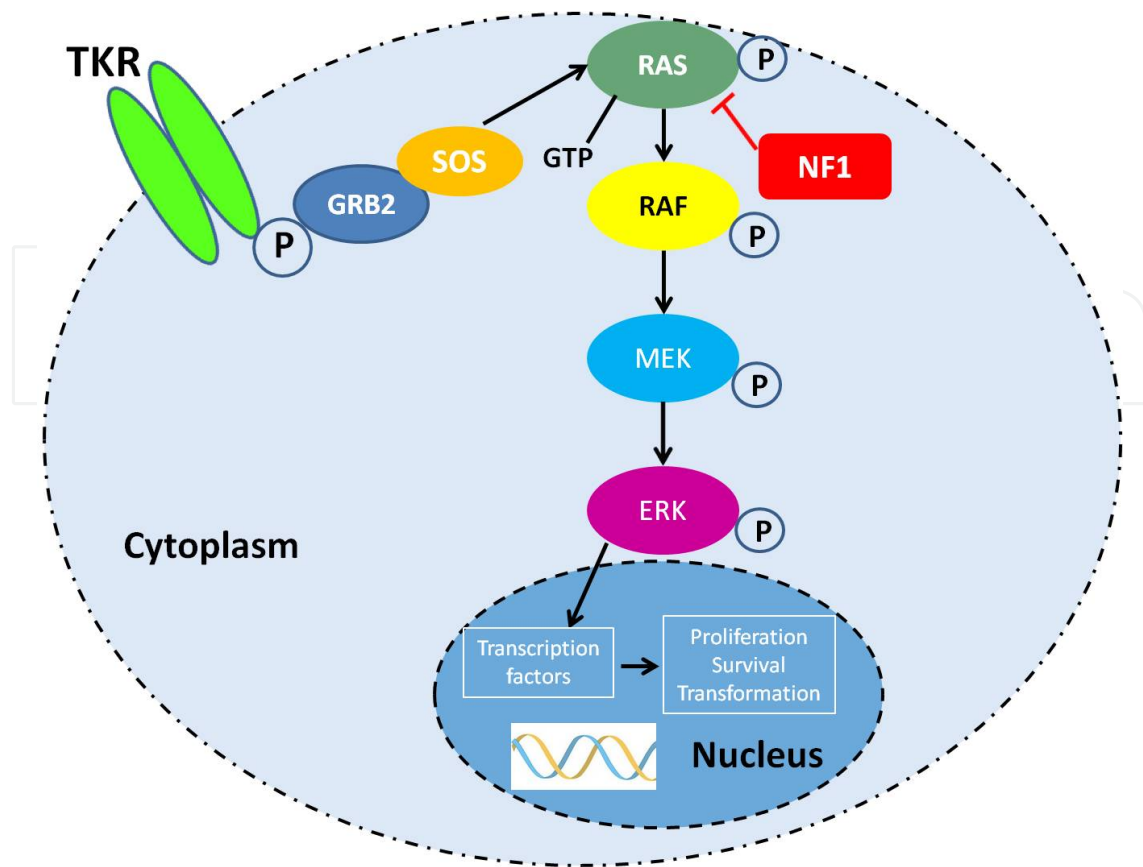 TKR
RAS
P
SOS
GTP
NF1
GRB2
RAF
P
P
MEK
P
ERK
P
Cytoplasm
Transcription
factors
Proliferation
Survival
Transformation
Nucleus